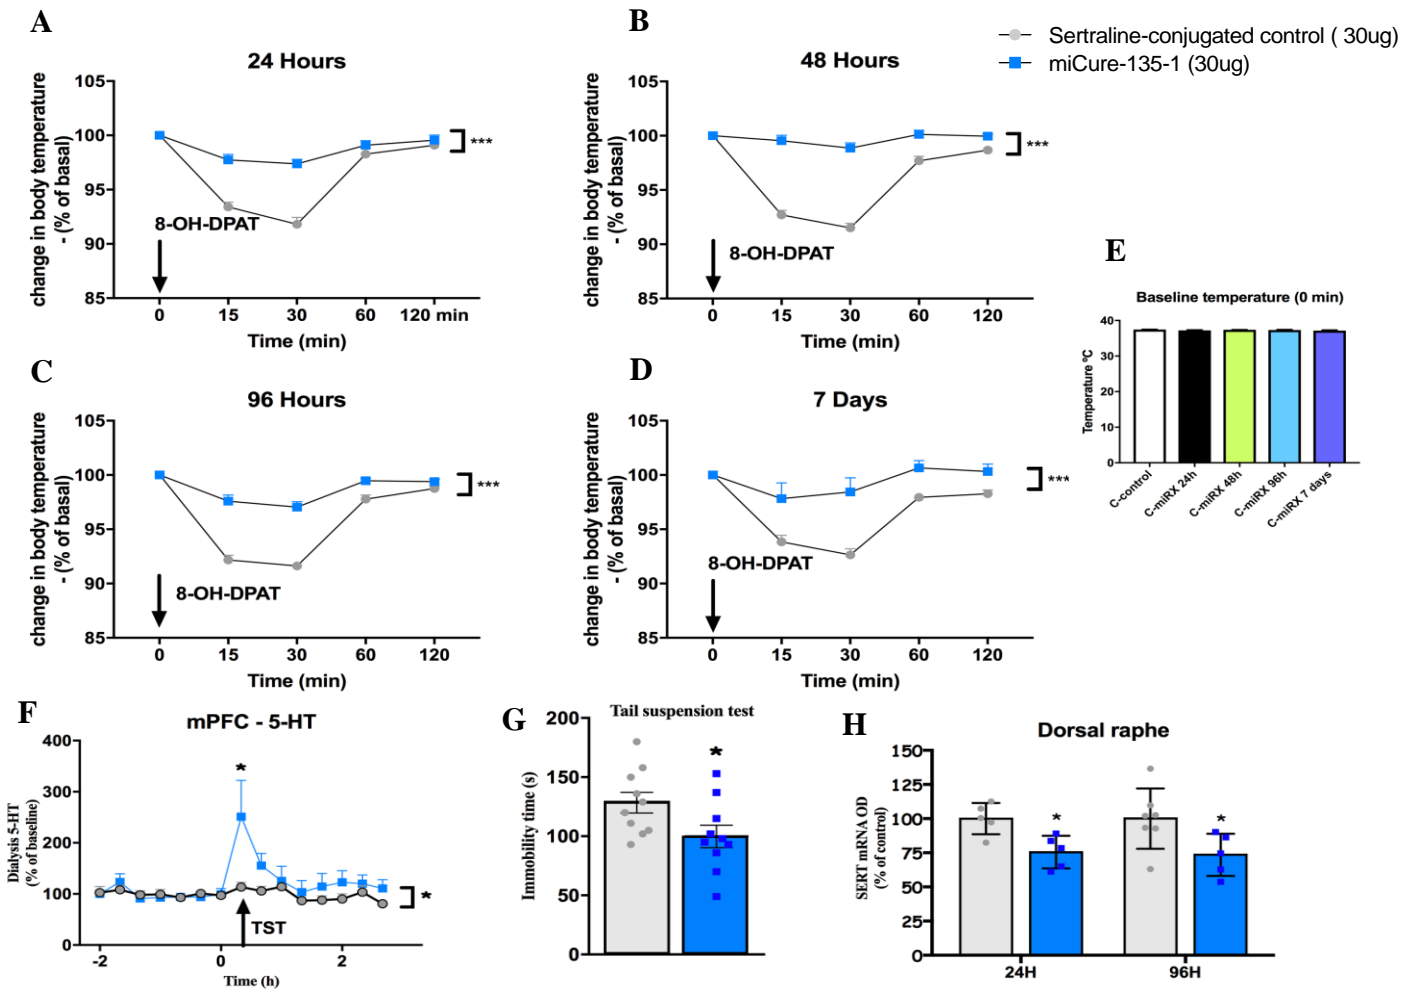 A
B
Sertraline-conjugated control ( 30ug)
miCure-135-1 (30ug)
24 Hours
change in body temperature
- (% of basal)
105
100
95
90
85
8-OH-DPAT
***
0 15 30 60 120 min
Time (min)
48 Hours
change in body temperature
- (% of basal)
105
100
95
90
85
8-OH-DPAT
***
0 15 30 60 120
Time (min)
C
96 Hours
change in body temperature
- (% of basal)
105
100
95
90
85
8-OH-DPAT
***
0 15 30 60 120
Time (min)
D
7 Days
change in body temperature
- (% of basal)
105
100
95
90
85
8-OH-DPAT
***
0 15 30 60 120
Time (min)
E
Baseline temperature (0 min)
Temperature ºC
40
30
20
10
0
C-control
C-miRX 24h
C-miRX 48h
C-miRX 96h
C-miRX 7 days
F
mPFC - 5-HT
Dialysis 5-HT
(% of baseline)
400
300
200
100
0
*
*
TST
-2 0 2
Time (h)
G
Tail suspension test
Immobility time (s)
200
150
100
50
0
*
H
Dorsal raphe
SERT mRNA OD
(% of control)
150
125
100
75
50
25
0
*
*
24H 96H